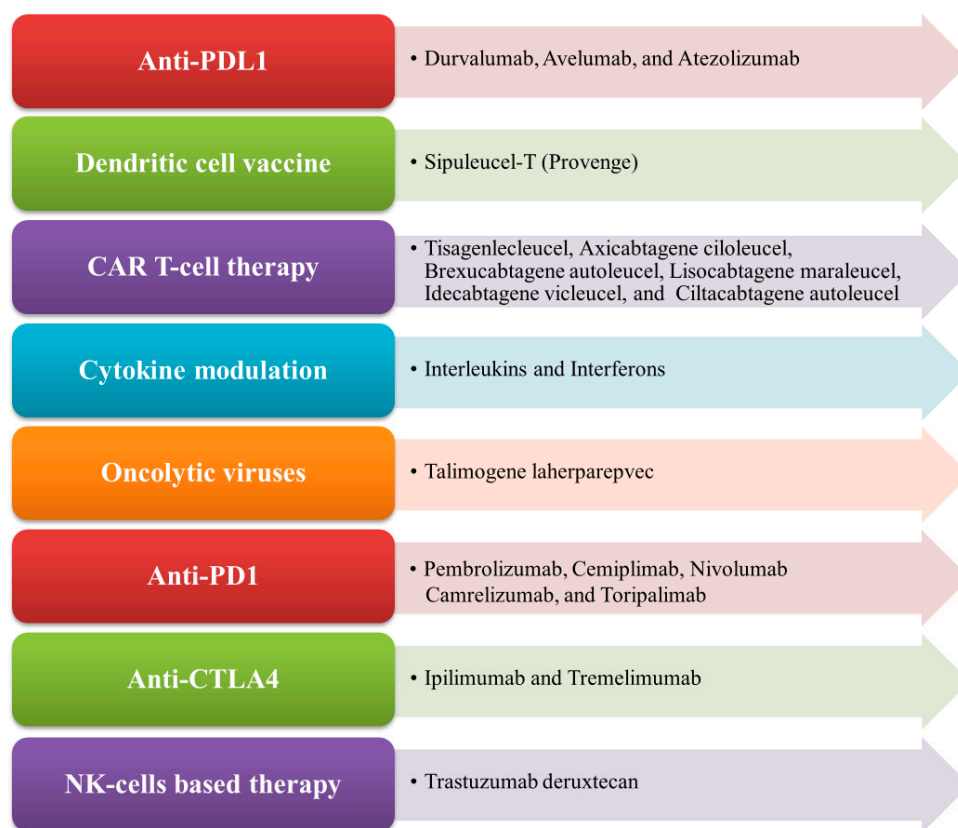 Anti-PDL1
• Durvalumab, Avelumab, and Atezolizumab
Dendritic cell vaccine
• Sipuleucel-T (Provenge)
CAR T-cell therapy
• Tisagenlecleucel, Axicabtagene ciloleucel,
Brexucabtagene autoleucel, Lisocabtagene maraleucel,
Idecabtagene vicleucel, and Ciltacabtagene autoleucel
Cytokine modulation
• Interleukins and Interferons
Oncolytic viruses
• Talimogene laherparepvec
Anti-PD1
• Pembrolizumab, Cemiplimab, Nivolumab
Camrelizumab, and Toripalimab
Anti-CTLA4
• Ipilimumab and Tremelimumab
NK-cells based therapy
• Trastuzumab deruxtecan